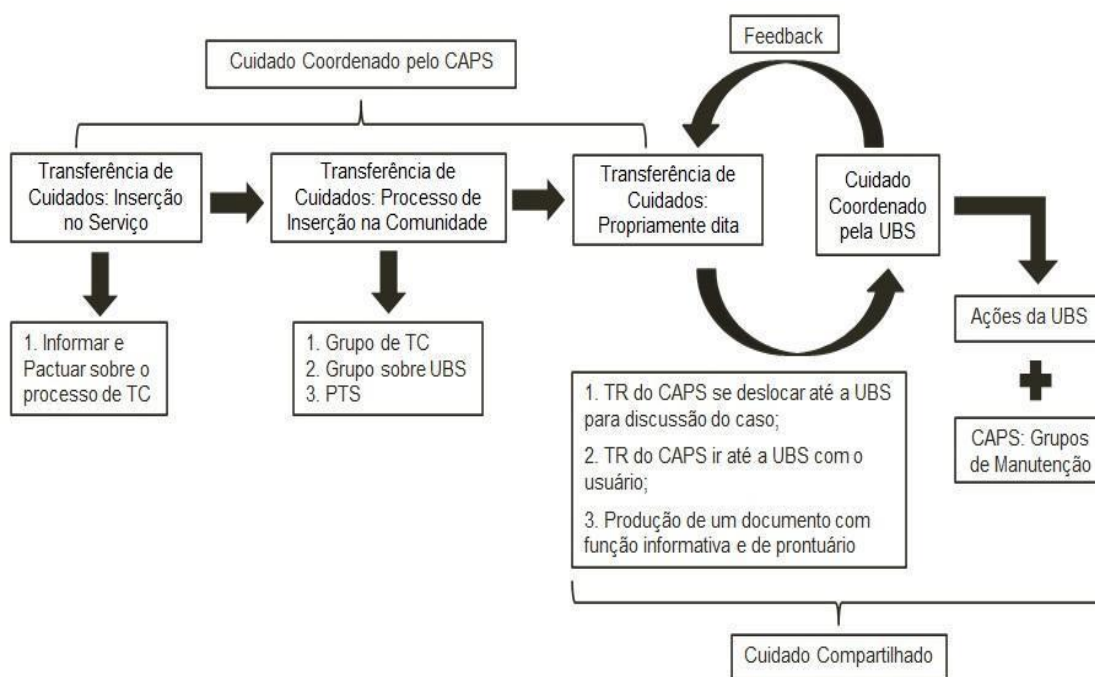 Feedback
Cuidado Coordenado pelo CAPS
Transferência de
Cuidados: Inserção
no Serviço
Transferência de
Cuidados: Processo de
Inserção na Comunidade
Transferência de
Cuidados:
Propriamente dita
Cuidado
Coordenado
pela UBS
1. Informar e
Pactuar sobre o
processo de TC
1. Grupo de TC
2. Grupo sobre UBS
3. PTS
1. TR do CAPS se deslocar até a UBS
para discussão do caso;
2. TR do CAPS ir até a UBS com o
usuário;
3. Produção de um documento com
função informativa e de prontuário
Ações da UBS
CAPS: Grupos
de Manutenção
Cuidado Compartilhado